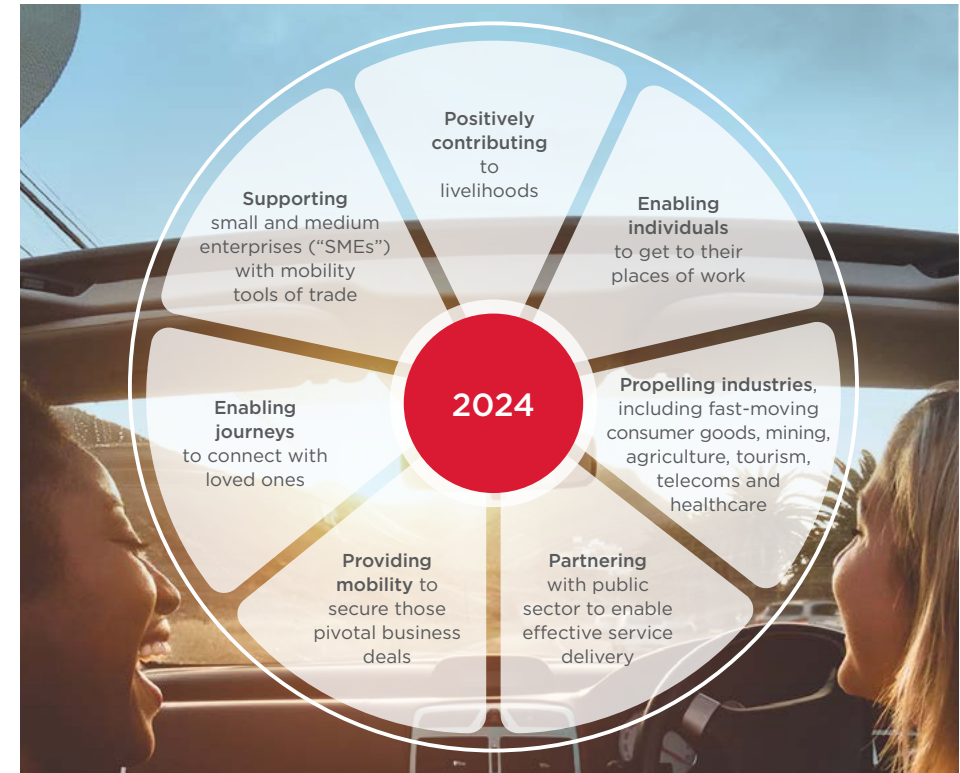 Positively
contributing
to
livelihoods
Enabling
individuals
to get to their
places of work
Propelling industries,
including fast-moving
consumer goods, mining,
agriculture, tourism,
telecoms and
healthcare
Partnering
with public
sector to enable
effective service
delivery
Providing
mobility to
secure those
pivotal business
deals
Enabling
journeys
to connect with
loved ones
Supporting
small and medium
enterprises (“SMEs”)
with mobility
tools of trade
2024